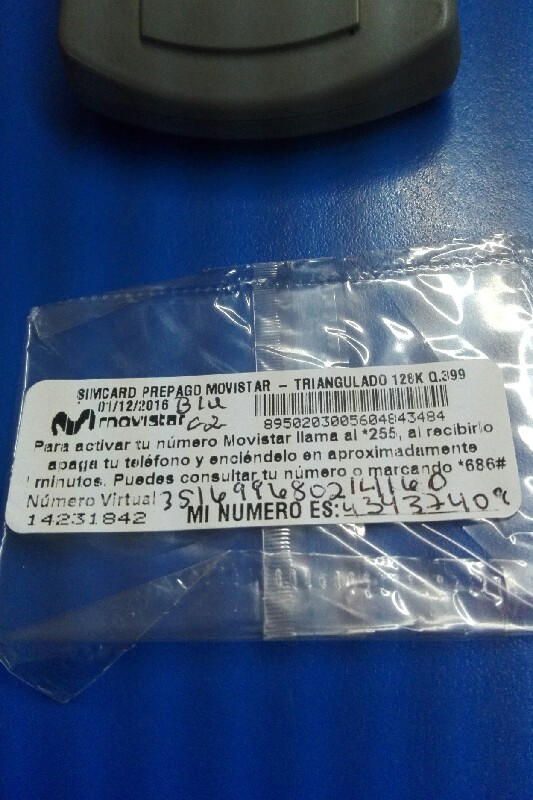 SIMCARD PREPAGO MOVISTAR - TRIANGULADO 128K Q.399
01/12/2016 Blu
movistar G2
8950203005604843484
Para activar tu número Movistar llama al *255, al recibirlo
apaga tu teléfono y enciéndelo en aproximadamente
minutos. Puedes consultar tu número o marcando *686#
Número Virtual 351699680214160
14231842 MI NUMERO ES: 43437409